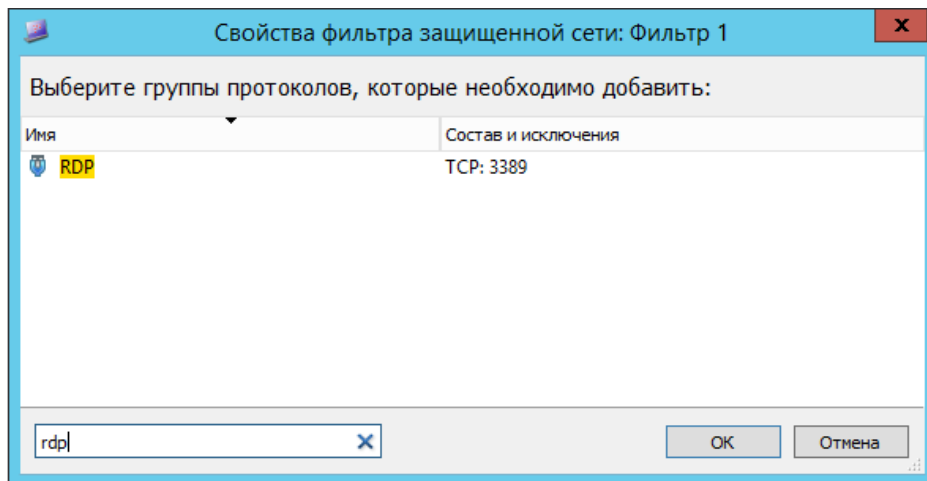 Свойства фильтра защищенной сети: Фильтр 1
x
Выберите группы протоколов, которые необходимо добавить:
Имя Состав и исключения
RDP TCP: 3389
rdp OK Отмена